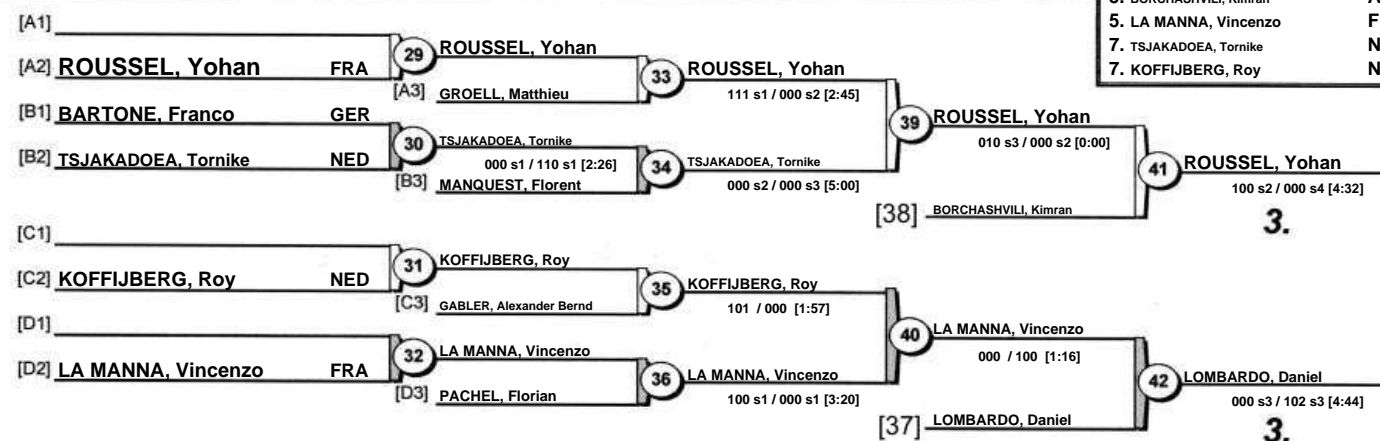 5. BORCHASHVILI, Kimran A
5. LA MANNA, Vincenzo F
7. TSJAKADOEA, Tornike N
7. KOFFIJBERG, Roy N
[A1]
[A2] ROUSSEL, Yohan FRA
29
ROUSSEL, Yohan
[A3] GROELL, Matthieu
33
ROUSSEL, Yohan
111 s1 / 000 s2 [2:45]
[B1] BARTONE, Franco GER
[B2] TSJAKADOEA, Tornike NED
30
TSJAKADOEA, Tornike
000 s1 / 110 s1 [2:26]
[B3] MANQUEST, Florent
34
TSJAKADOEA, Tornike
000 s2 / 000 s3 [5:00]
39
ROUSSEL, Yohan
010 s3 / 000 s2 [0:00]
[38] BORCHASHVILI, Kimran
41
ROUSSEL, Yohan
100 s2 / 000 s4 [4:32]
3.
[C1]
[C2] KOFFIJBERG, Roy NED
31
KOFFIJBERG, Roy
[C3] GABLER, Alexander Bernd
35
KOFFIJBERG, Roy
101 / 000 [1:57]
[D1]
[D2] LA MANNA, Vincenzo FRA
32
LA MANNA, Vincenzo
[D3] PACHEL, Florian
36
LA MANNA, Vincenzo
100 s1 / 000 s1 [3:20]
40
LA MANNA, Vincenzo
000 / 100 [1:16]
[37] LOMBARDO, Daniel
42
LOMBARDO, Daniel
000 s3 / 102 s3 [4:44]
3.